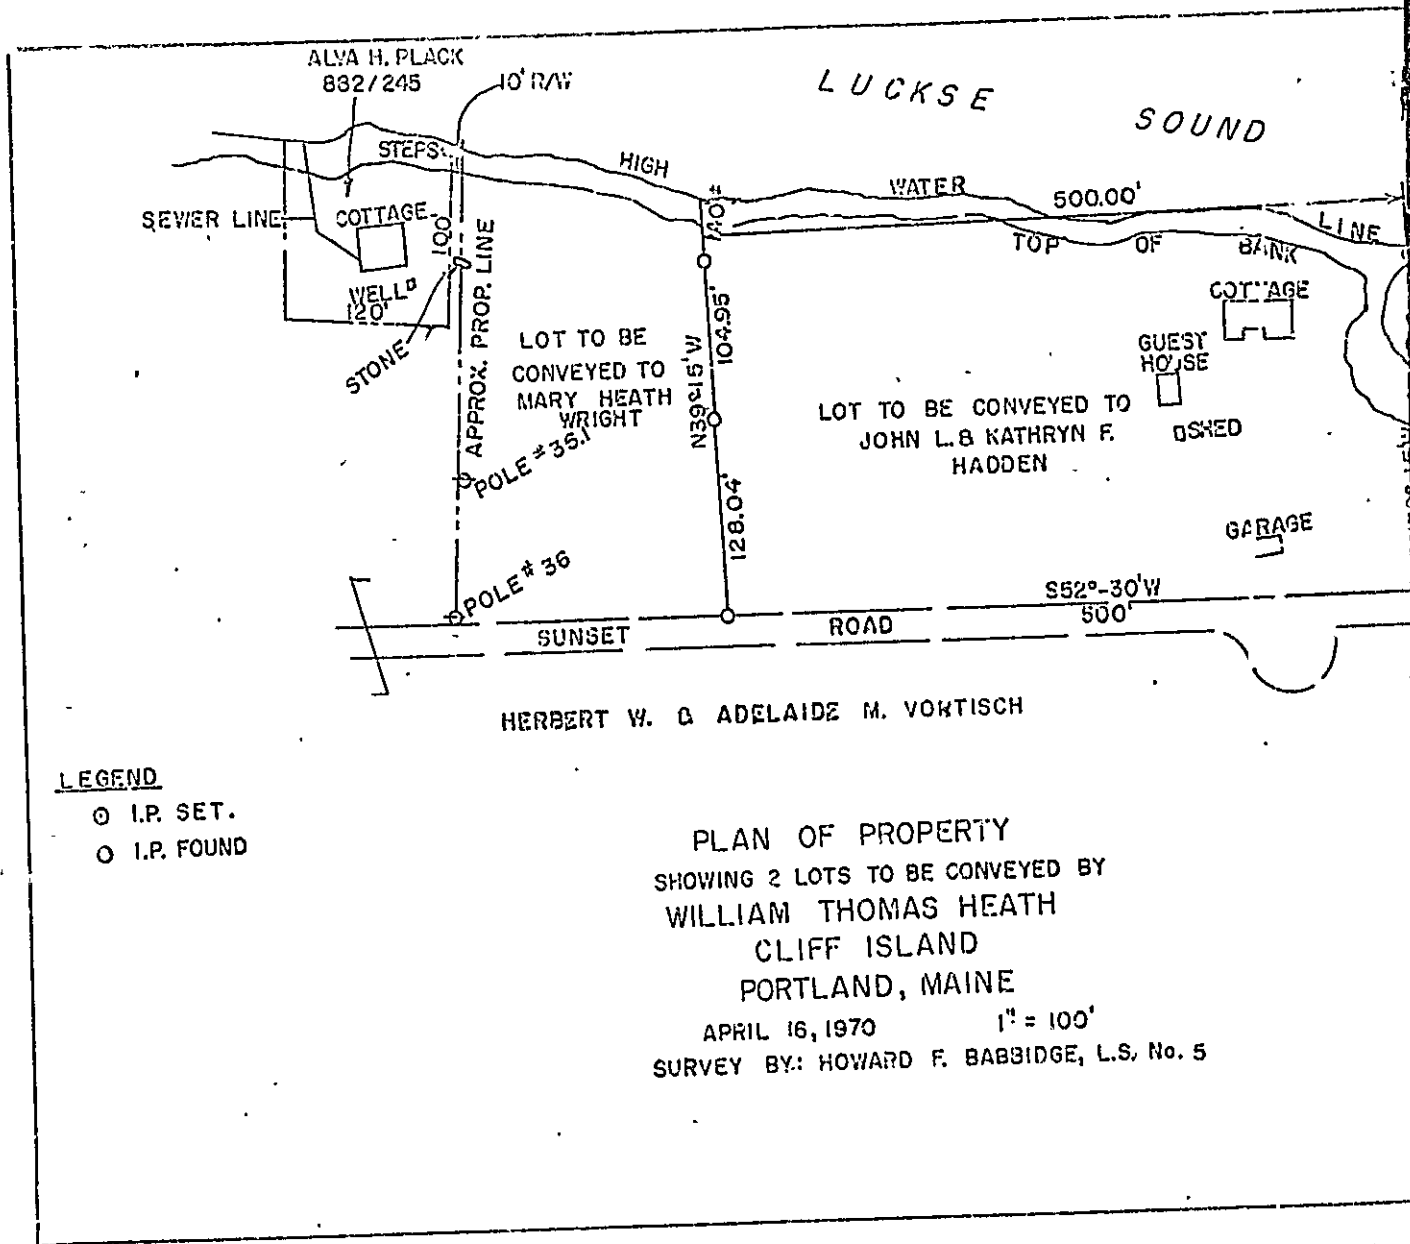 ALVA H. PLACK
832/245
10' R/W
LUCKSE
SOUND
STEPS
HIGH
WATER
LINE
500.00'
40'±
TOP OF BANK
SEWER LINE
COTTAGE
100'
WELL
120'
STONE
APPROX. PROP. LINE
LOT TO BE
CONVEYED TO
MARY HEATH
WRIGHT
N39°-15'W
104.95'
128.04'
COTTAGE
GUEST
HOUSE
SHED
LOT TO BE CONVEYED TO
JOHN L. & KATHRYN F.
HADDEN
GARAGE
POLE #36.1
POLE #36
S52°-30'W
500'
SUNSET ROAD
HERBERT W. & ADELAIDE M. VORTISCH
LEGEND
I.P. SET.
I.P. FOUND
PLAN OF PROPERTY
SHOWING 2 LOTS TO BE CONVEYED BY
WILLIAM THOMAS HEATH
CLIFF ISLAND
PORTLAND, MAINE
APRIL 16, 1970 1" = 100'
SURVEY BY: HOWARD F. BABBIDGE, L.S. No. 5